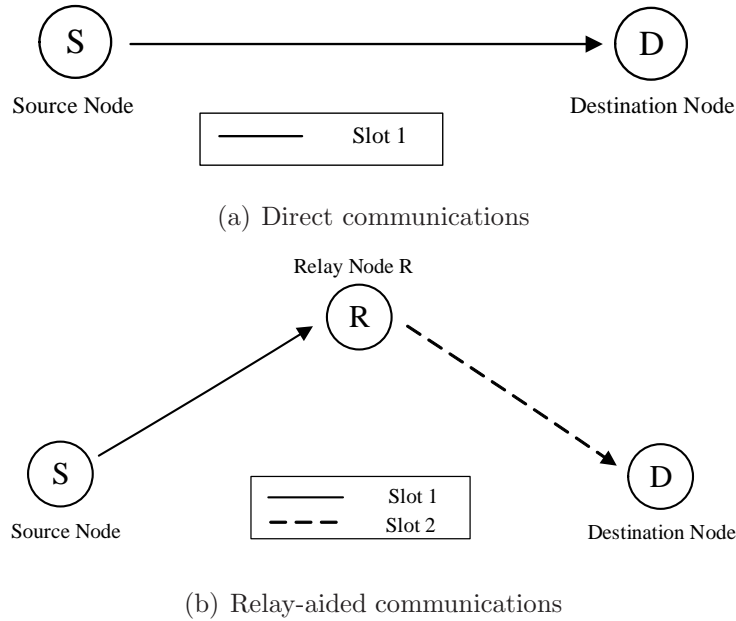 S
D
Source Node
Destination Node
Slot 1
(a) Direct communications
Relay Node R
R
S
D
Slot 1
Slot 2
Source Node
Destination Node
(b) Relay-aided communications